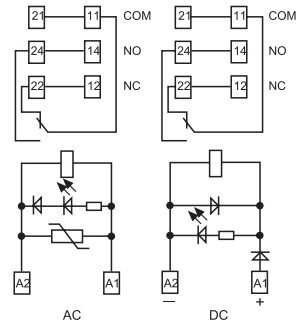 21 11 COM 21 11 COM
24 14 NO 24 14 NO
22 12 NC 22 12 NC
A2 A1 A2 A1
— +
AC DC